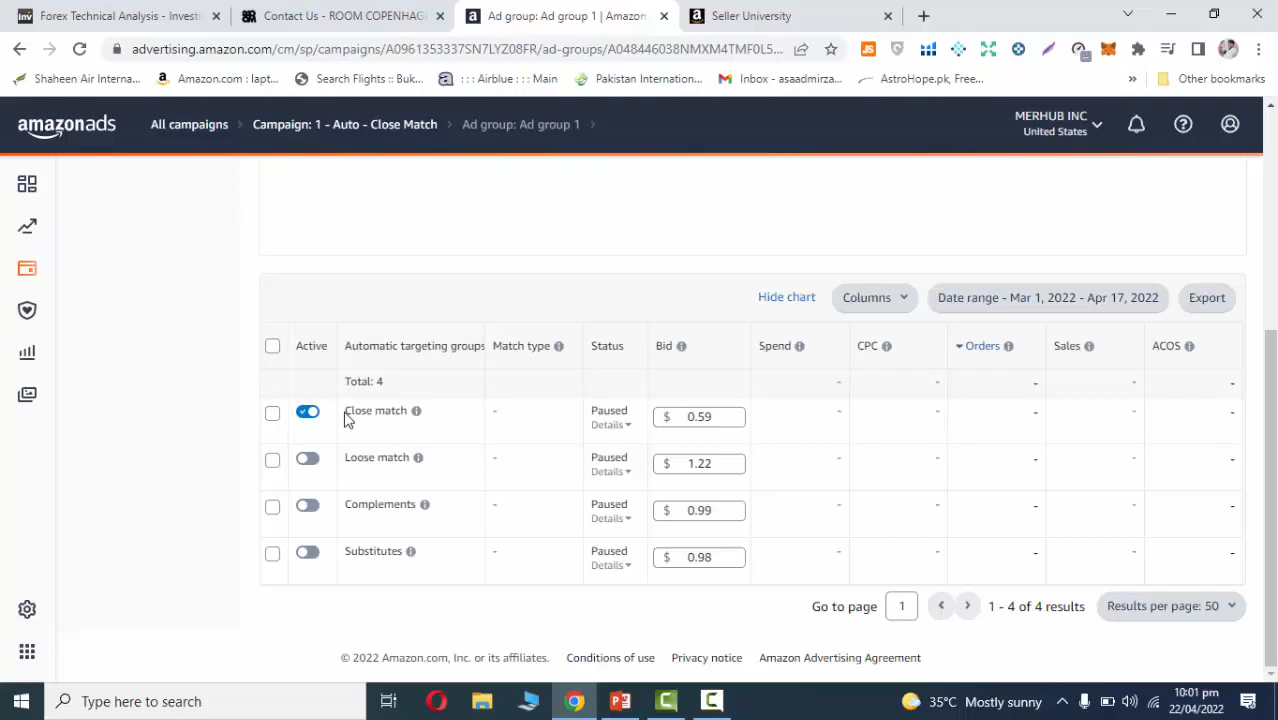 Forex Technical Analysis - Investi
Contact Us - ROOM COPENHAG
Ad group: Ad group 1 | Amazon
Seller University
advertising.amazon.com/cm/sp/campaigns/A0961353337SN7LYZ08FR/ad-groups/A048446038NMXM4TMF0L5...
Shaheen Air Interna...
Amazon.com : lapt...
Search Flights :: Buk...
: : : Airblue : : : Main
Pakistan Internation...
Inbox - asaadmirza...
AstroHope.pk, Free...
Other bookmarks
amazonads
All campaigns
Campaign: 1 - Auto - Close Match
Ad group: Ad group 1
MERHUB INC
United States
Hide chart
Columns
Date range - Mar 1, 2022 - Apr 17, 2022
Export
Active Automatic targeting groups Match type Status Bid Spend CPC Orders Sales ACOS
Total: 4 - - - - -
Close match - Paused $ 0.59 - - - - -
Details
Loose match - Paused $ 1.22 - - - - -
Details
Complements - Paused $ 0.99 - - - - -
Details
Substitutes - Paused $ 0.98 - - - - -
Details
Go to page 1 1 - 4 of 4 results Results per page: 50
© 2022 Amazon.com, Inc. or its affiliates. Conditions of use Privacy notice Amazon Advertising Agreement
Type here to search
35°C Mostly sunny
10:01 pm
22/04/2022